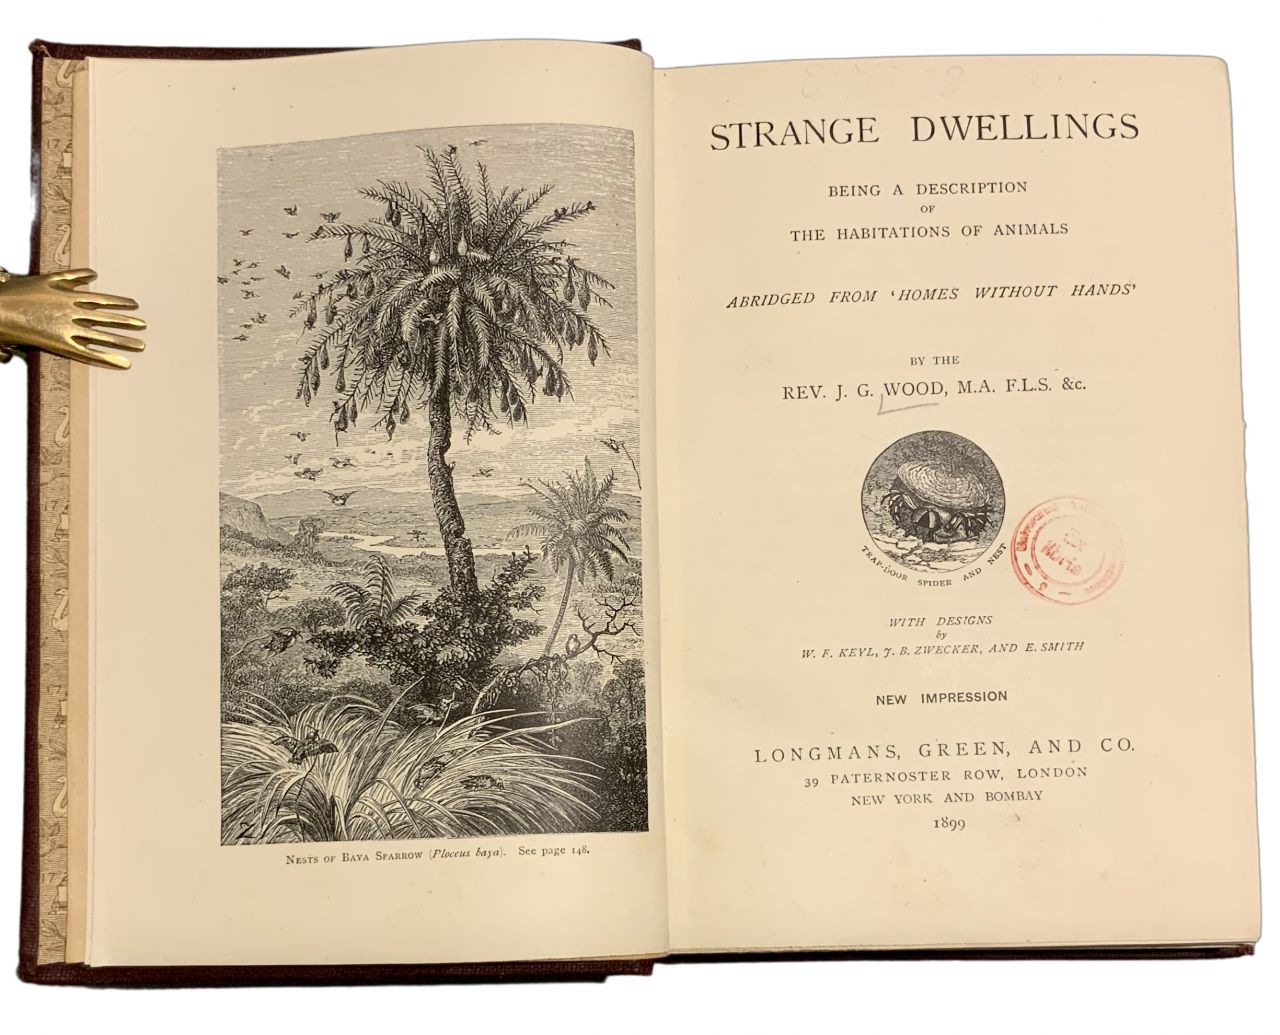 Nests of Baya Sparrow (Ploceus baya). See page 148.
STRANGE DWELLINGS
BEING A DESCRIPTION
OF
THE HABITATIONS OF ANIMALS
ABRIDGED FROM ‘HOMES WITHOUT HANDS’
BY THE
REV. J. G. WOOD, M.A. F.L.S. &c.
TRAP-DOOR SPIDER AND NEST
WITH DESIGNS
by
W. F. KEYL, J. B. ZWECKER, AND E. SMITH
NEW IMPRESSION
LONGMANS, GREEN, AND CO.
39 PATERNOSTER ROW, LONDON
NEW YORK AND BOMBAY
1899